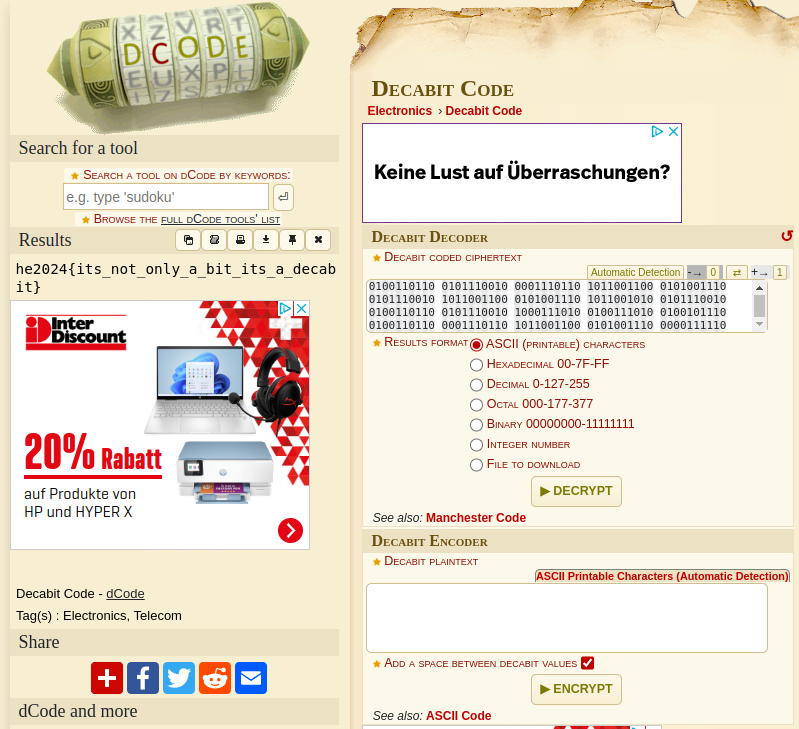 X Z V R T
D C O D E
E U X P L
Search for a tool
★ Search a tool on dCode by keywords:
e.g. type 'sudoku'
★ Browse the full dCode tools' list
Results
he2024{its_not_only_a_bit_its_a_decab
it}
Inter
Discount
20% Rabatt
auf Produkte von
HP und HYPER X
Decabit Code - dCode
Tag(s) : Electronics, Telecom
Share
dCode and more
Decabit Code
Electronics › Decabit Code
Keine Lust auf Überraschungen?
Decabit Decoder
★ Decabit coded ciphertext
Automatic Detection -→ 0 ⇄ +→ 1
0100110110 0101110010 0001110110 1011001100 0101001110
0101110010 1011001100 0101001110 1011001010 0101110010
0100110110 0101110010 1000111010 0100111010 0100101110
0100110110 0001110110 1011001100 0101001110 0000111110
★ Results format ASCII (printable) characters
Hexadecimal 00-7F-FF
Decimal 0-127-255
Octal 000-177-377
Binary 00000000-11111111
Integer number
File to download
▶ DECRYPT
See also: Manchester Code
Decabit Encoder
★ Decabit plaintext
ASCII Printable Characters (Automatic Detection)
★ Add a space between decabit values
▶ ENCRYPT
See also: ASCII Code